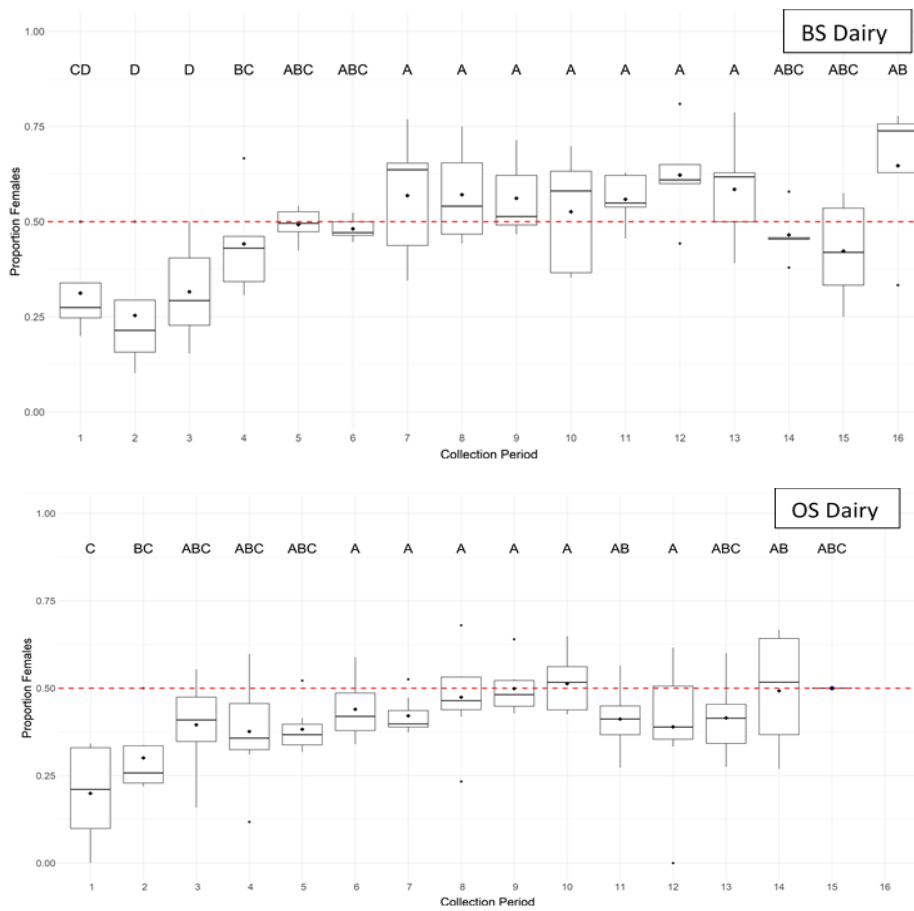 BS Dairy
1.00
CD D D BC ABC ABC A A A A A A A ABC ABC AB
0.75
0.50
0.25
0.00
Proportion Females
1 2 3 4 5 6 7 8 9 10 11 12 13 14 15 16
Collection Period
OS Dairy
1.00
C BC ABC ABC ABC A A A A A AB A ABC AB ABC
0.75
0.50
0.25
0.00
Proportion Females
1 2 3 4 5 6 7 8 9 10 11 12 13 14 15 16
Collection Period